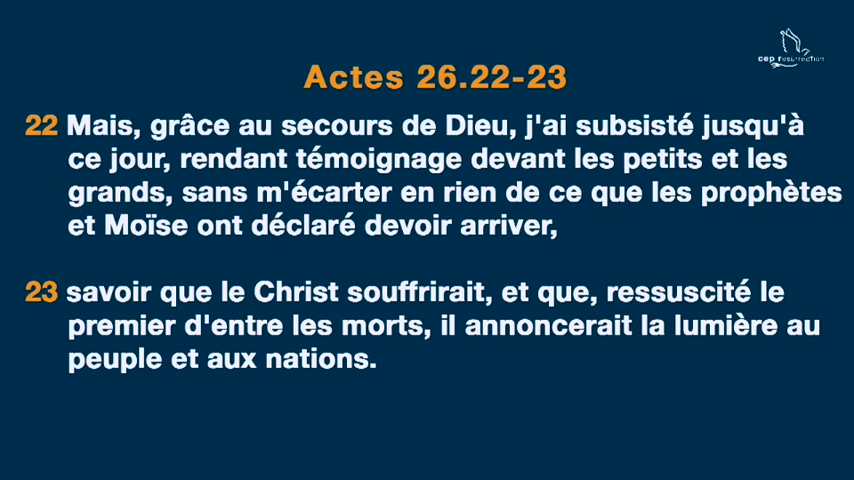 cep résurrection
Actes 26.22-23
22 Mais, grâce au secours de Dieu, j'ai subsisté jusqu'à
ce jour, rendant témoignage devant les petits et les
grands, sans m'écarter en rien de ce que les prophètes
et Moïse ont déclaré devoir arriver,
23 savoir que le Christ souffrirait, et que, ressuscité le
premier d'entre les morts, il annoncerait la lumière au
peuple et aux nations.